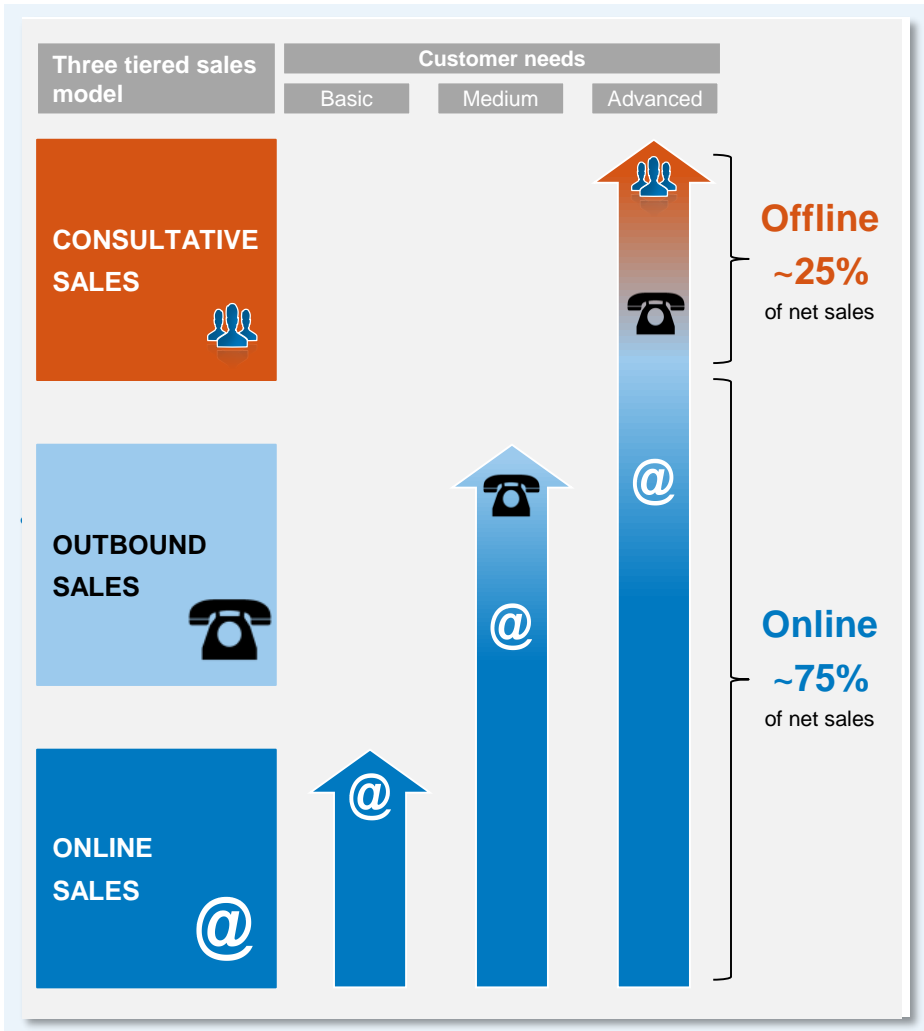 Three tiered sales
model
Customer needs
Basic
Medium
Advanced
CONSULTATIVE
SALES
Offline
~25%
of net sales
@
OUTBOUND
SALES
@
Online
~75%
of net sales
@
ONLINE
SALES
@